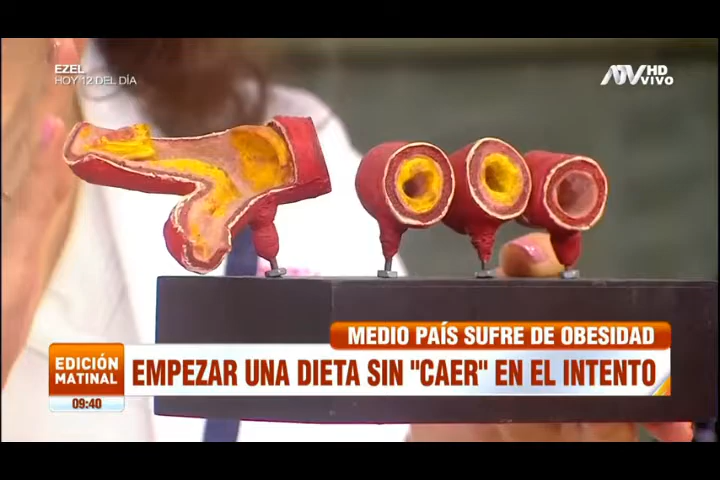 EZEL
HOY 12 DEL DÍA
ATV HD
VIVO
MEDIO PAÍS SUFRE DE OBESIDAD
EDICIÓN
MATINAL
EMPEZAR UNA DIETA SIN "CAER" EN EL INTENTO
09:40